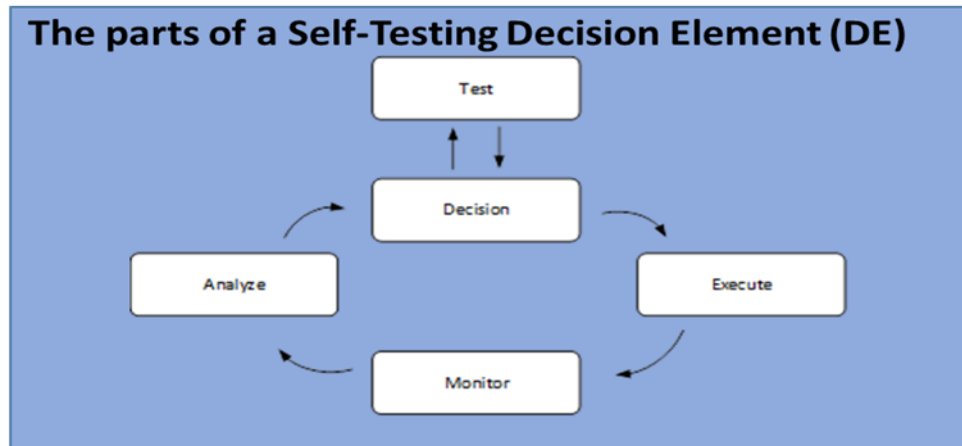 The parts of a Self-Testing Decision Element (DE)
Test
Decision
Analyze
Execute
Monitor